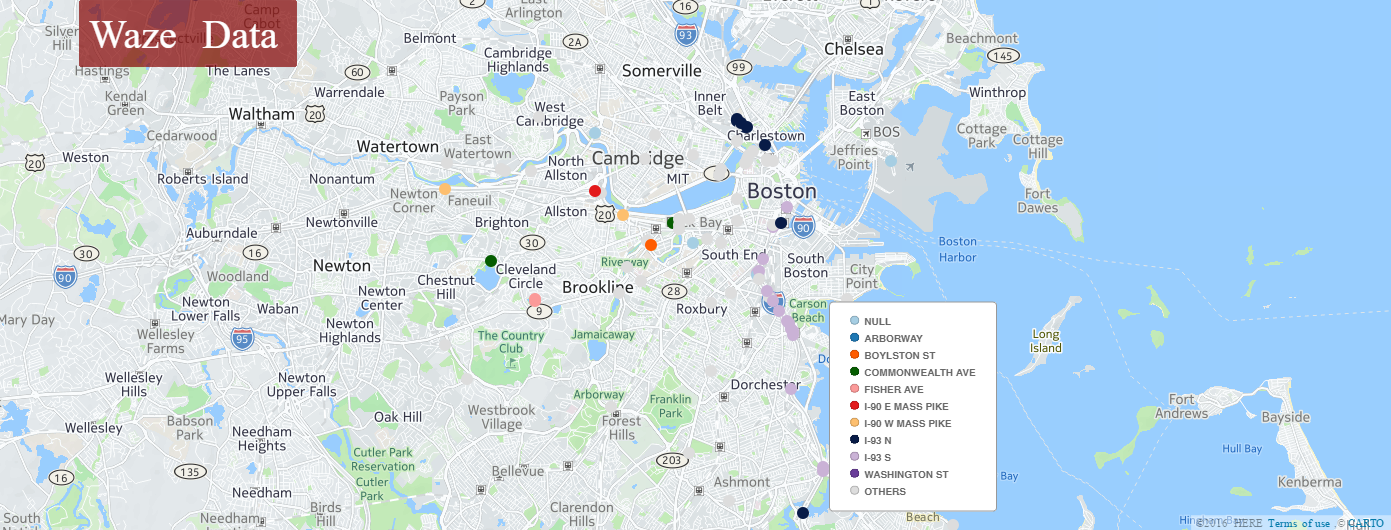 Waze Data
Camp
Cobol
Silver
Hill
Hastings
The Lanes
Belmont
East
Arlington
2
16
1
93
2A
Cambridge
Highlands
Somerville
99
Chelsea
Beachmont
145
60
Kendal
Green
Warrendale
Payson
Park
Inner
Belt
East
Boston
Winthrop
Waltham
20
West
Cambridge
Charlestown
BOS
Cottage
Park
Cottage
Hill
Cedarwood
Watertown
East
Watertown
Jeffries
Point
20
Weston
North
Allston
Roberts Island
Nonantum
MIT
Boston
Newton
Corner
Faneuil
Fort
Dawes
Newtonville
Brighton
Allston
20
90
Auburndale
30
16
30
South End
South
Boston
Boston
Harbor
Riverway
90
Woodland
Newton
Chestnut
Hill
Cleveland
Circle
City
Point
Brookline
28
Newton
Lower Falls
Waban
Newton
Center
9
Roxbury
Carson
Beach
Mary Day
Wellesley
Farms
95
Newton
Highlands
The Country
Club
Jamaicaway
Long
Island
Wellesley
Hills
Newton
Upper Falls
Dorchester
Arboretum
Franklin
Park
Fort
Andrews
Bayside
Oak Hill
Westbrook
Village
Forest
Hills
Wellesley
Babson
Park
Needham
Heights
Cutler Park
Reservation
Cutler
Park
203
Hull Bay
135
Bellevue
16
Ashmont
Bay
Kenberma
Needham
Birds
Hill
Clarendon
Hills
South
Needham
Beach
NULL
ARBORWAY
BOYLSTON ST
COMMONWEALTH AVE
FISHER AVE
I-90 E MASS PIKE
I-90 W MASS PIKE
I-93 N
I-93 S
WASHINGTON ST
OTHERS
©2016 HERE Terms of use, © CARTO